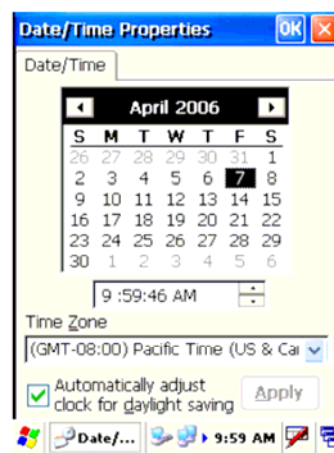 Date/Time Properties OK
Date/Time
April 2006
S M T W T F S
26 27 28 29 30 31 1
2 3 4 5 6 7 8
9 10 11 12 13 14 15
16 17 18 19 20 21 22
23 24 25 26 27 28 29
30 1 2 3 4 5 6
9 :59:46 AM
Time Zone
(GMT-08:00) Pacific Time (US & Ca
Automatically adjust
clock for daylight saving
Apply
Date/... 9:59 AM